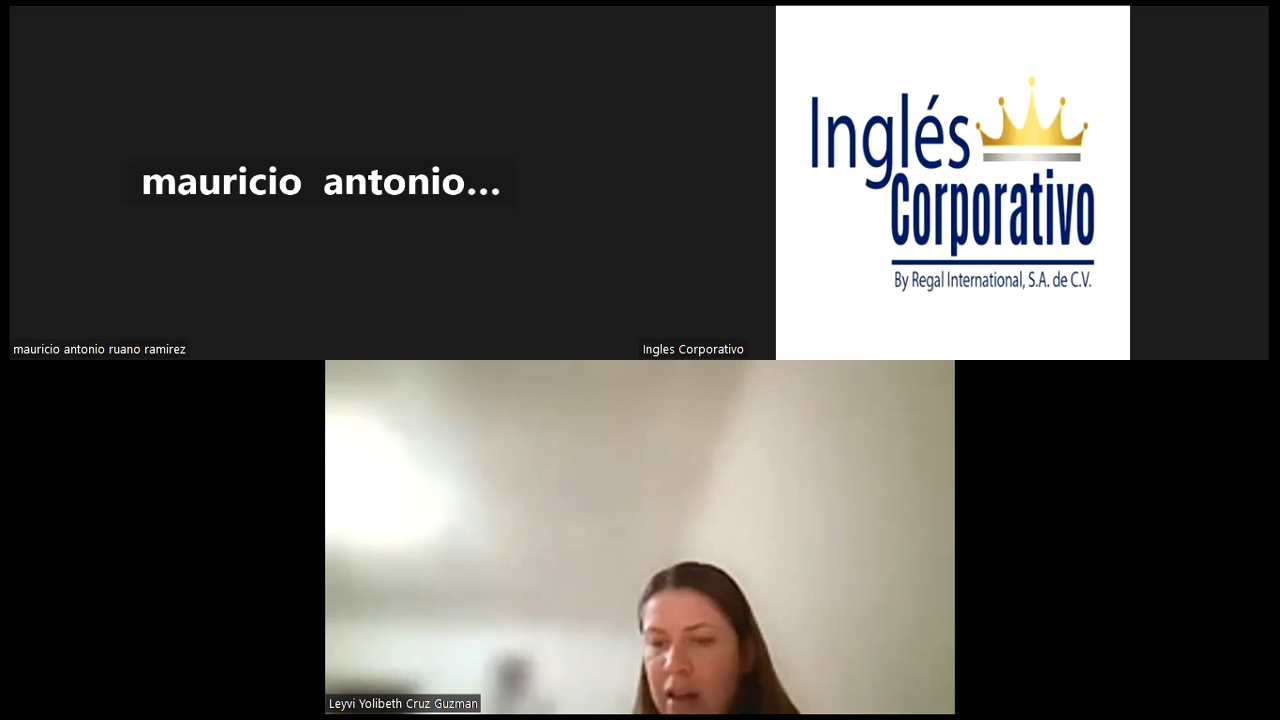 mauricio antonio...
mauricio antonio ruano ramirez
Ingles Corporativo
Inglés
Corporativo
By Regal International, S.A. de C.V.
Leyvi Yolibeth Cruz Guzman